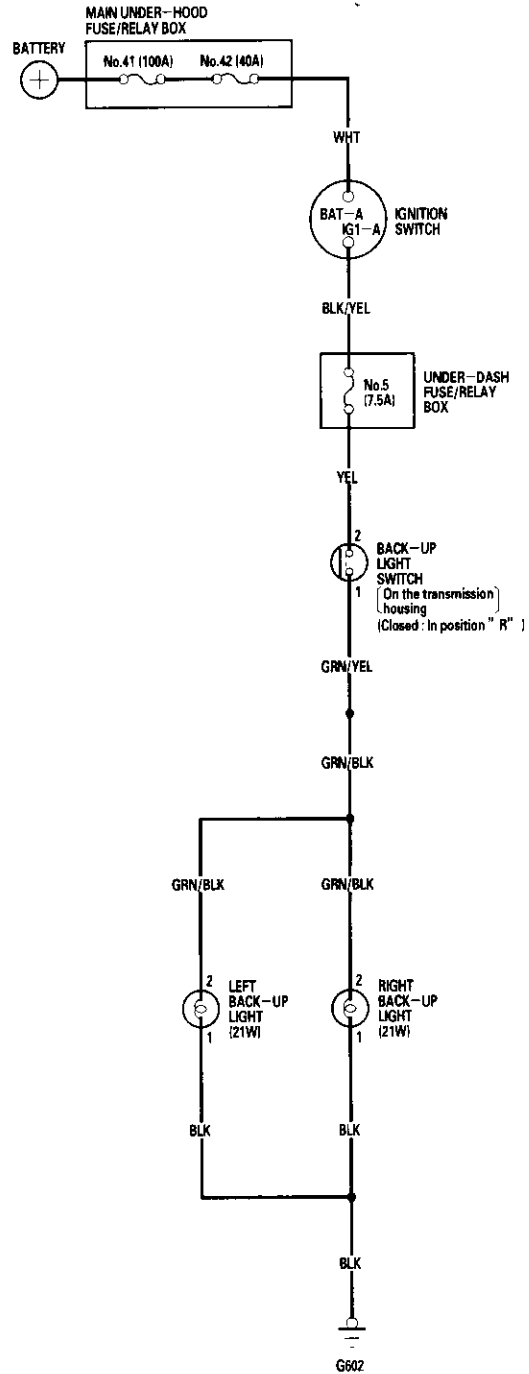 MAIN UNDER-HOOD
FUSE/RELAY BOX
BATTERY
No.41 (100A)
No.42 (40A)
WHT
BAT-A
IG1-A
IGNITION
SWITCH
BLK/YEL
No.5
(7.5A)
UNDER-DASH
FUSE/RELAY
BOX
YEL
2
BACK-UP
LIGHT
SWITCH
1
[On the transmission
housing]
(Closed : In position " R" )
GRN/YEL
GRN/BLK
GRN/BLK
GRN/BLK
2
LEFT
BACK-UP
LIGHT
(21W)
1
2
RIGHT
BACK-UP
LIGHT
(21W)
1
BLK
BLK
BLK
G602